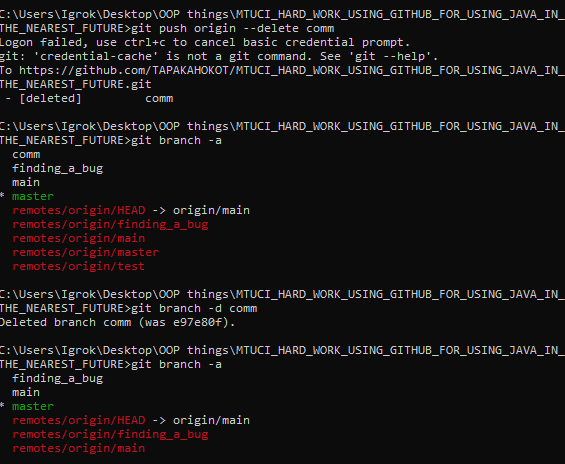 C:\Users\Igrok\Desktop\OOP things\MTUCI_HARD_WORK_USING_GITHUB_FOR_USING_JAVA_IN_
THE_NEAREST_FUTURE>git push origin --delete comm
Logon failed, use ctrl+c to cancel basic credential prompt.
git: 'credential-cache' is not a git command. See 'git --help'.
To https://github.com/TAPAKAHOKOT/MTUCI_HARD_WORK_USING_GITHUB_FOR_USING_JAVA_IN_
THE_NEAREST_FUTURE.git
 - [deleted]         comm
C:\Users\Igrok\Desktop\OOP things\MTUCI_HARD_WORK_USING_GITHUB_FOR_USING_JAVA_IN_
THE_NEAREST_FUTURE>git branch -a
  comm
  finding_a_bug
  main
* master
  remotes/origin/HEAD -> origin/main
  remotes/origin/finding_a_bug
  remotes/origin/main
  remotes/origin/master
  remotes/origin/test
C:\Users\Igrok\Desktop\OOP things\MTUCI_HARD_WORK_USING_GITHUB_FOR_USING_JAVA_IN_
THE_NEAREST_FUTURE>git branch -d comm
Deleted branch comm (was e97e80f).
C:\Users\Igrok\Desktop\OOP things\MTUCI_HARD_WORK_USING_GITHUB_FOR_USING_JAVA_IN_
THE_NEAREST_FUTURE>git branch -a
  finding_a_bug
  main
* master
  remotes/origin/HEAD -> origin/main
  remotes/origin/finding_a_bug
  remotes/origin/main